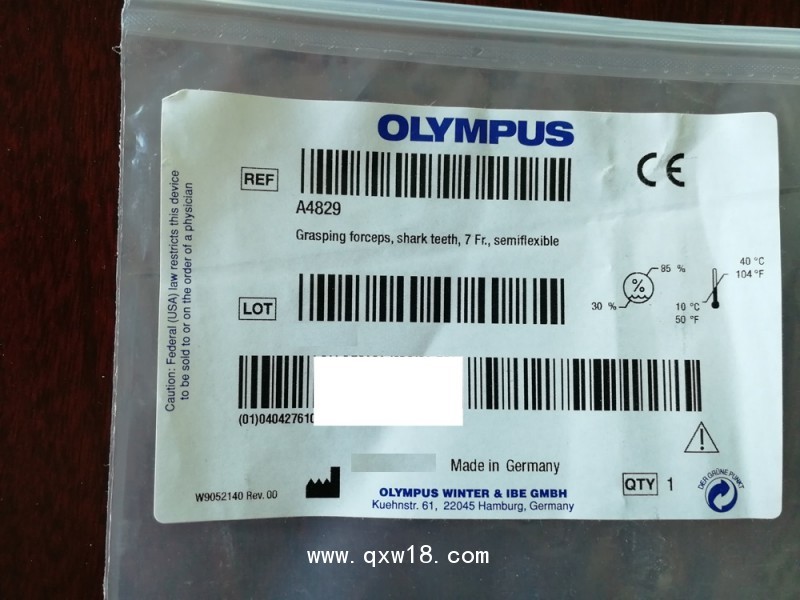 OLYMPUS
REF
CE
A4829
Grasping forceps, shark teeth, 7 Fr., semiflexible
Caution: Federal (USA) law restricts this device
to be sold to or on the order of a physician
LOT
30 %
%
85 %
10 °C
50 °F
40 °C
104 °F
(01)04042761
Made in Germany
W9052140 Rev. 00
OLYMPUS WINTER & IBE GMBH
Kuehnstr. 61, 22045 Hamburg, Germany
QTY 1
DER GRÜNE PUNKT
www.qxw18.com